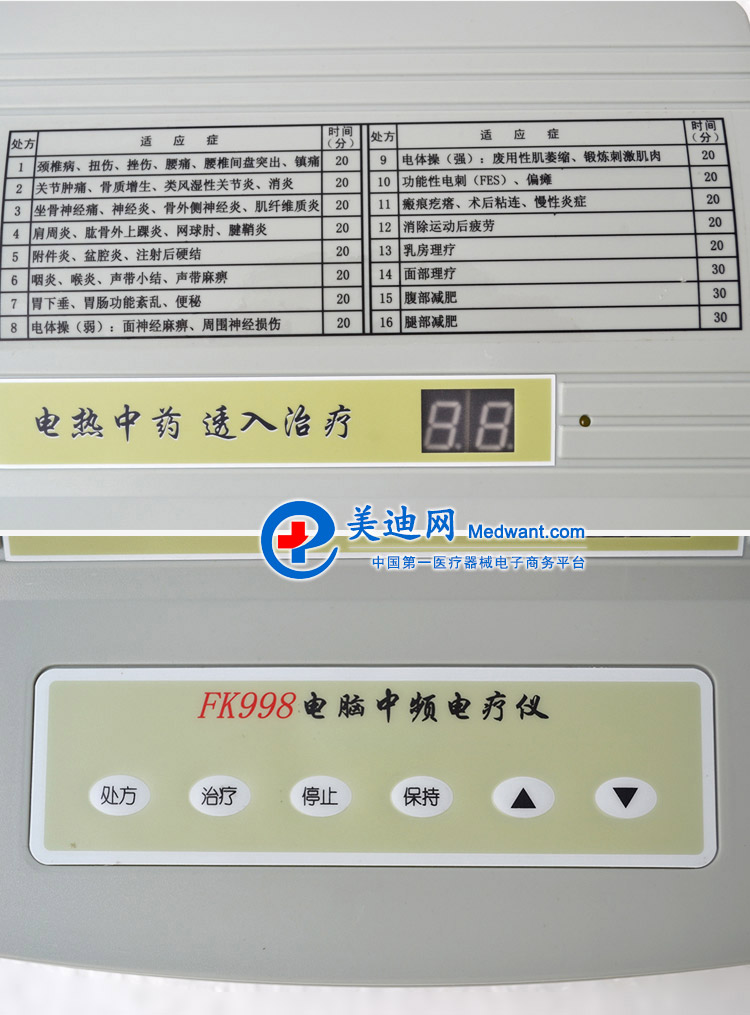 处方 适应症 时间(分)
1 颈椎病、扭伤、挫伤、腰痛、腰椎间盘突出、镇痛 20
2 关节肿痛、骨质增生、类风湿性关节炎、消炎 20
3 坐骨神经痛、神经炎、骨外侧神经炎、肌纤维质炎 20
4 肩周炎、肱骨外上踝炎、网球肘、腱鞘炎 20
5 附件炎、盆腔炎、注射后硬结 20
6 咽炎、喉炎、声带小结、声带麻痹 20
7 胃下垂、胃肠功能紊乱、便秘 20
8 电体操（弱）：面神经麻痹、周围神经损伤 20
处方 适应症 时间(分)
9 电体操（强）：废用性肌萎缩、锻炼刺激肌肉 20
10 功能性电刺（FES）、偏瘫 20
11 瘢痕疙瘩、术后粘连、慢性炎症 20
12 消除运动后疲劳 20
13 乳房理疗 20
14 面部理疗 30
15 腹部减肥 30
16 腿部减肥 30
电热中药 透入治疗
美迪网 Medwant.com
中国第一医疗器械电子商务平台
FK998电脑中频电疗仪
处方 治疗 停止 保持 ▲ ▼